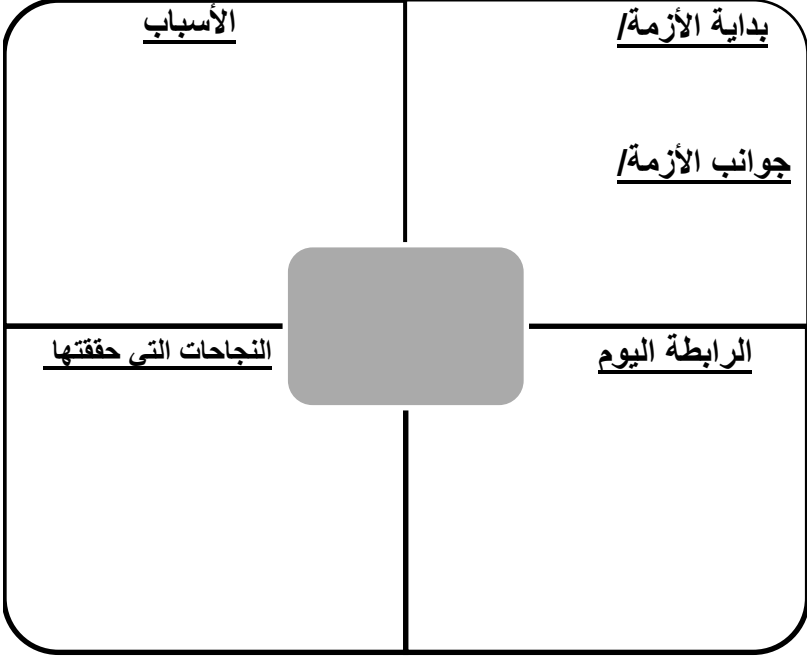 بداية الأزمة/
جوانب الأزمة/
الأسباب
الرابطة اليوم
النجاحات التي حققتها